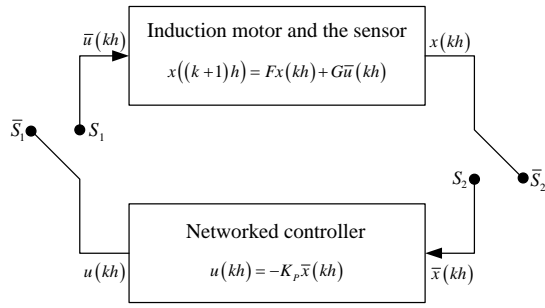 Induction motor and the sensor
x((k+1)h) = Fx(kh) + Gū(kh)
ū(kh)
x(kh)
S̄₁
S₁
S₂
S̄₂
Networked controller
u(kh) = −K_P x̄(kh)
u(kh)
x̄(kh)